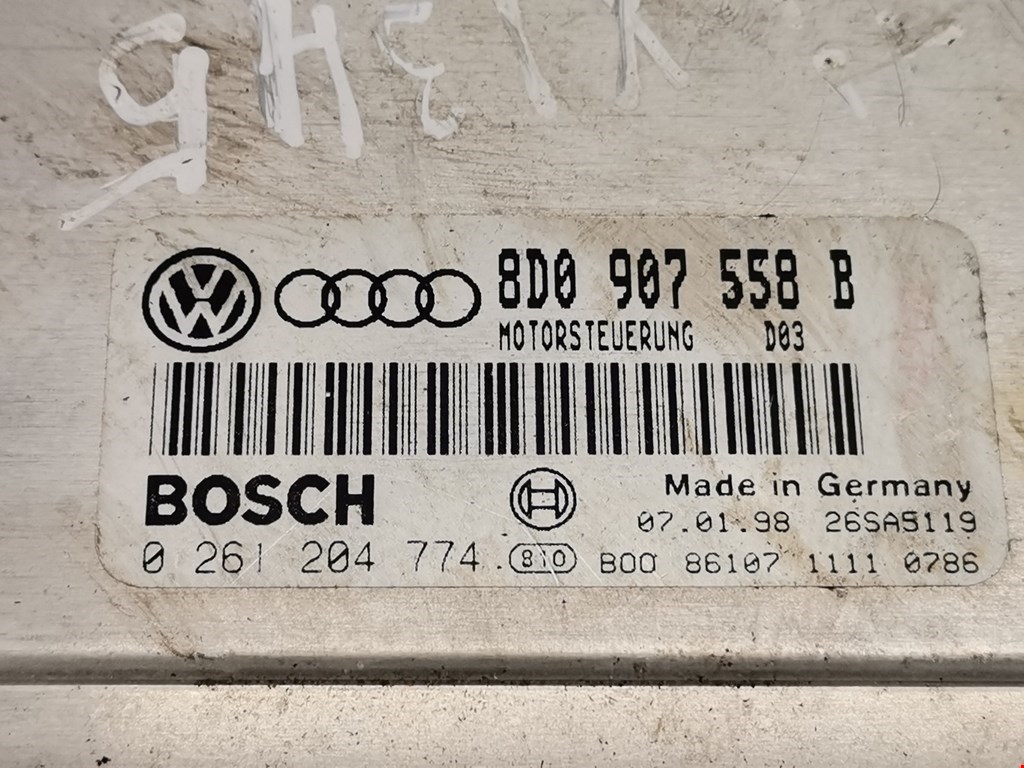 8D0 907 558 B
MOTORSTEUERUNG D03
BOSCH
Made in Germany
07.01.98 26SA5119
0 261 204 774 810 B00 86107 1111 0786